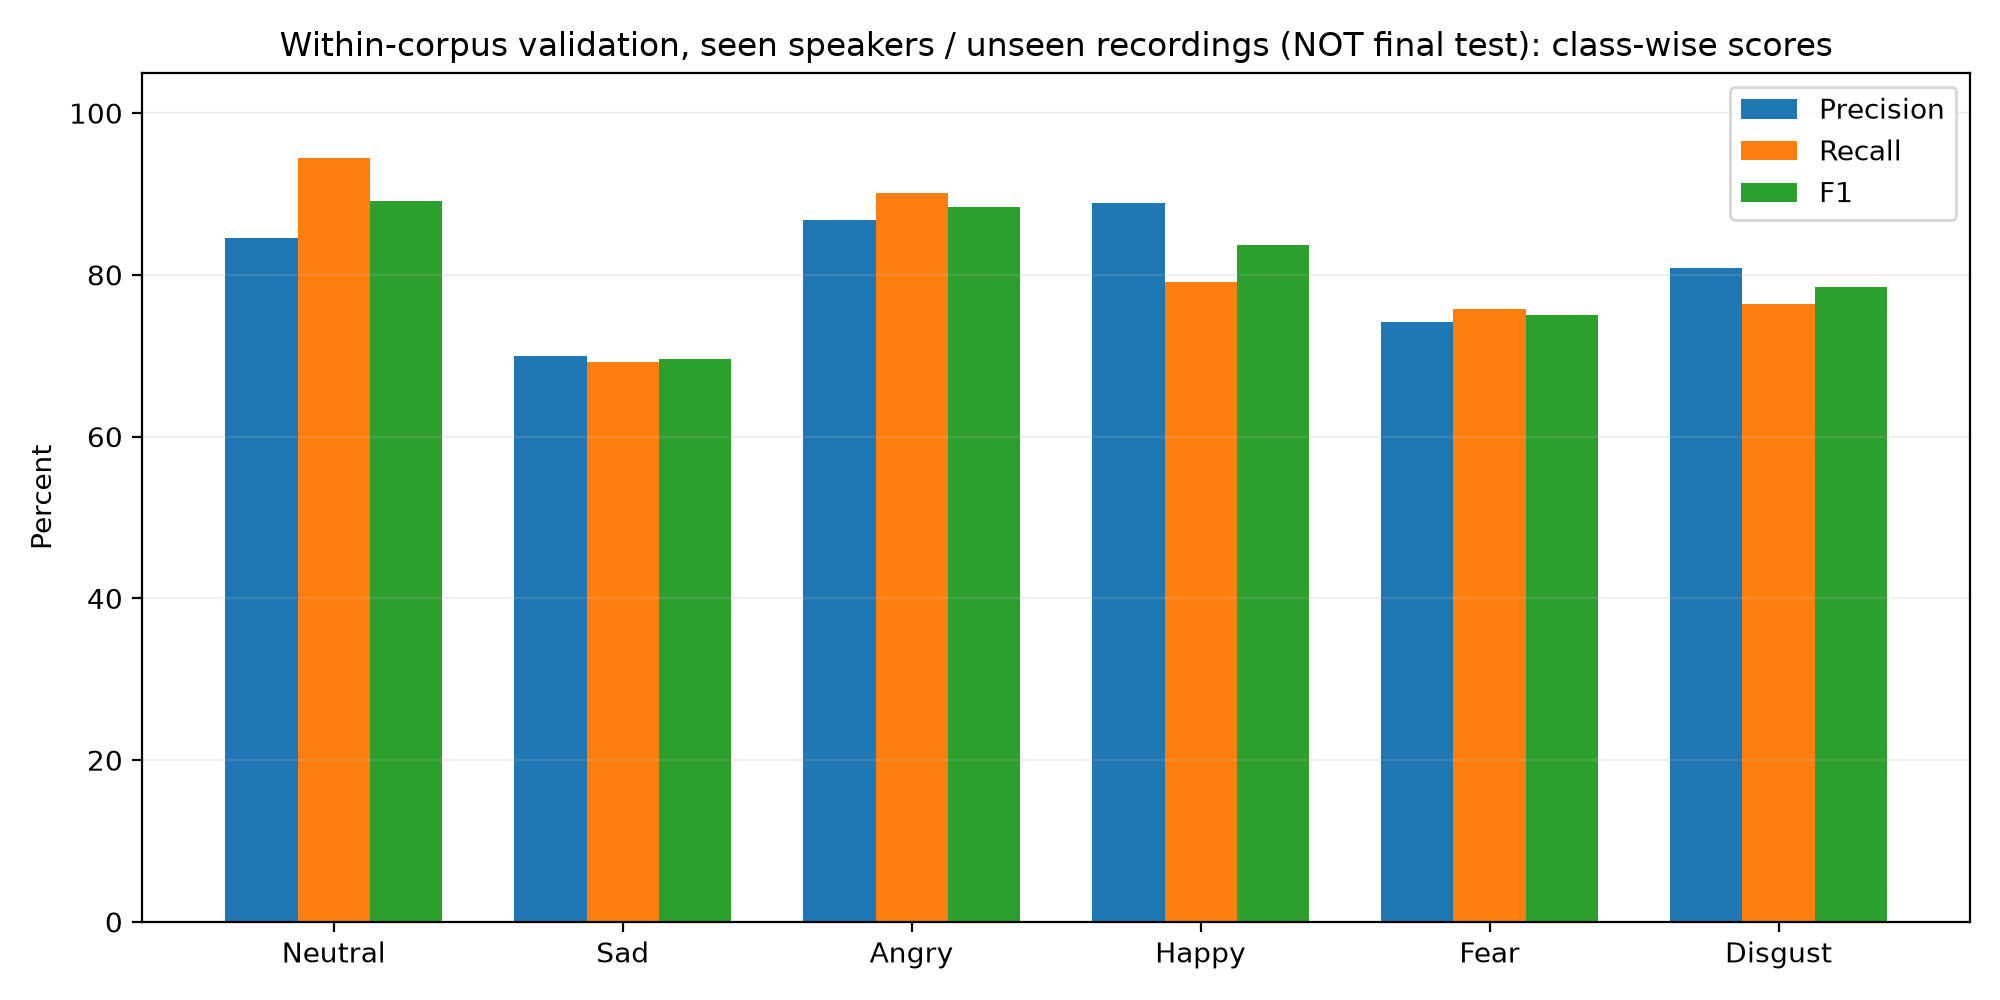 Within-corpus validation, seen speakers / unseen recordings (NOT final test): class-wise scores
Precision
Recall
F1
Percent
100
80
60
40
20
0
Neutral
Sad
Angry
Happy
Fear
Disgust